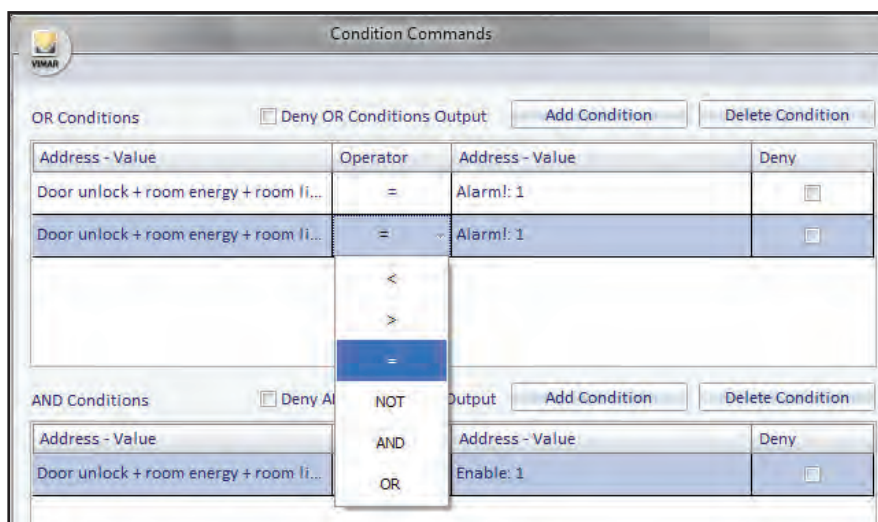 Condition Commands
VIMAR
OR Conditions Deny OR Conditions Output Add Condition Delete Condition
Address - Value Operator Address - Value Deny
Door unlock + room energy + room li... = Alarm!: 1
Door unlock + room energy + room li... = Alarm!: 1
<
>
=
AND Conditions Deny A Output Add Condition Delete Condition
NOT
Address - Value Address - Value Deny
AND
Door unlock + room energy + room li... Enable: 1
OR